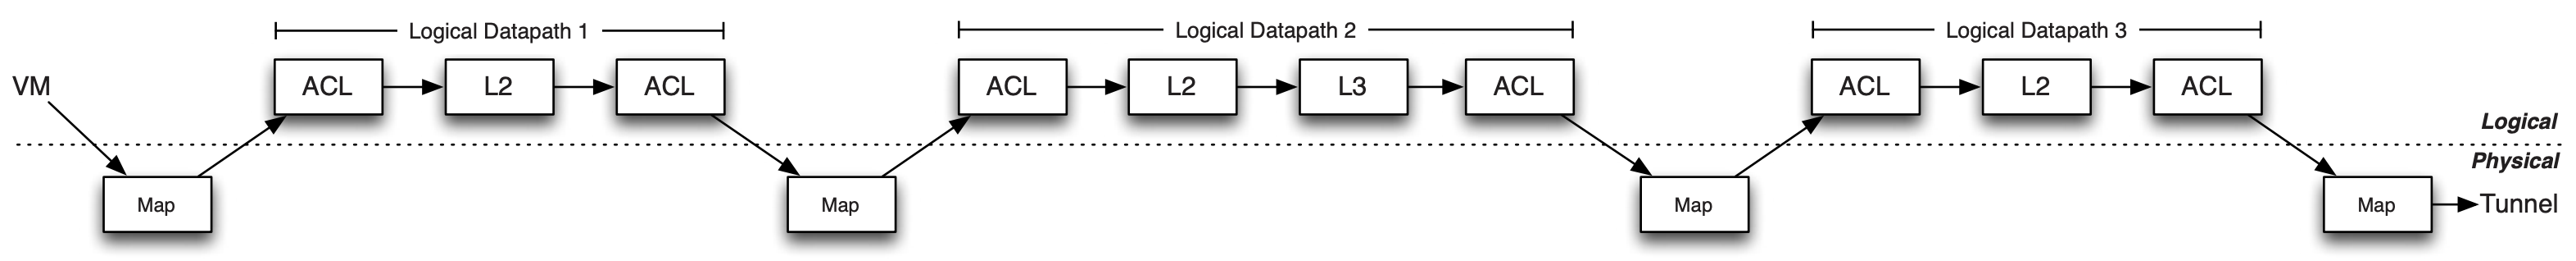 Logical Datapath 1
Logical Datapath 2
Logical Datapath 3
VM
ACL
L2
ACL
ACL
L2
L3
ACL
ACL
L2
ACL
Logical
Physical
Map
Map
Map
Map
Tunnel